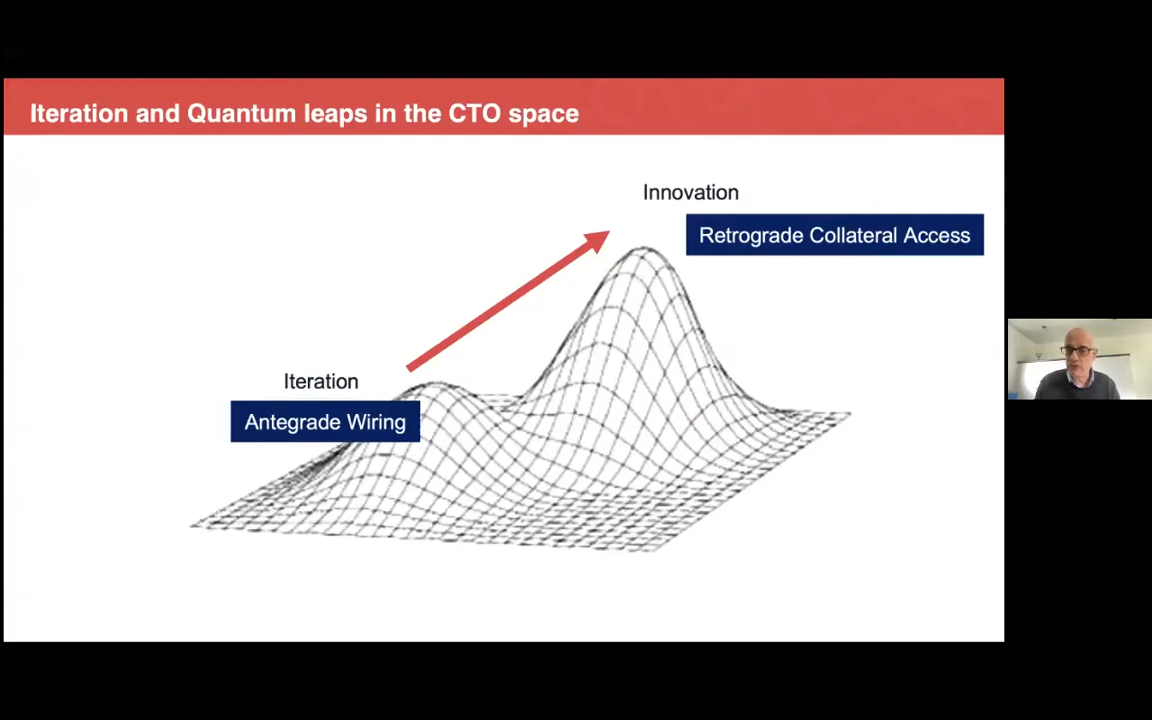 Iteration and Quantum leaps in the CTO space
Innovation
Retrograde Collateral Access
Iteration
Antegrade Wiring